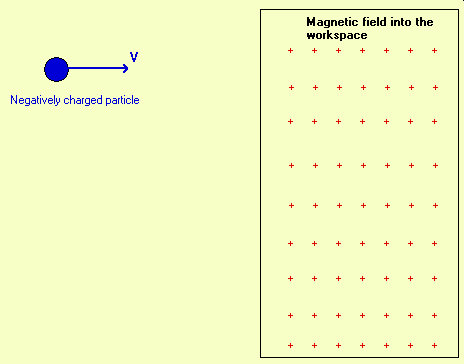 Magnetic field into the
workspace
V
Negatively charged particle